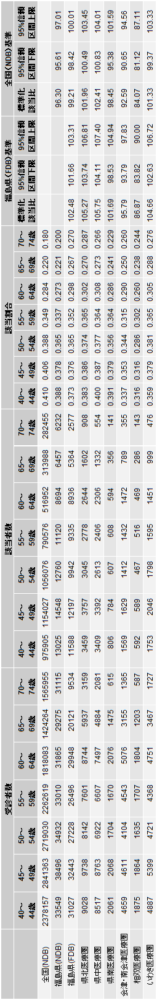 受診者数 該当者数 該当割合 福島県(FDB)基準 全国(NDB)基準
40～44歳 45～49歳 50～54歳 55～59歳 60～64歳 65～69歳 70～74歳 40～44歳 45～49歳 50～54歳 55～59歳 60～64歳 65～69歳 70～74歳 40～44歳 45～49歳 50～54歳 55～59歳 60～64歳 65～69歳 70～74歳 標準化該当比 95%信頼区間下限 95%信頼区間上限 標準化該当比 95%信頼区間下限 95%信頼区間上限
全国(NDB) 2378157 2841363 2719030 2262619 1818083 1424264 1565955 975905 1154027 1056076 790576 516952 313988 282455 0.410 0.406 0.388 0.349 0.284 0.220 0.180
福島県(NDB) 33549 38496 34932 33010 31865 29275 31115 13025 14548 12760 11120 8694 6457 6232 0.388 0.378 0.365 0.337 0.273 0.221 0.200 96.30 95.61 97.01
福島県(FDB) 31027 32443 27228 26496 29948 20121 9534 11588 12197 9942 9335 8936 5364 2577 0.373 0.376 0.365 0.352 0.298 0.267 0.270 102.48 101.66 103.31 99.21 98.42 100.01
県北医療圏 9028 9738 8142 7601 8744 5937 3159 3459 3757 3045 2778 2644 1602 908 0.383 0.386 0.374 0.365 0.302 0.270 0.287 105.27 103.74 106.81 101.96 100.49 103.45
県中医療圏 8517 8763 6922 6607 7497 4884 2081 3409 3392 2613 2406 2306 1332 554 0.400 0.387 0.377 0.364 0.308 0.273 0.266 105.75 104.11 107.40 102.41 100.83 104.01
県南医療圏 2061 2068 1704 1670 2076 1475 615 806 784 607 608 594 356 141 0.391 0.379 0.356 0.364 0.286 0.241 0.229 101.69 98.53 104.94 98.45 95.38 101.59
会津・南会津医療圏 4659 4611 4104 4543 5076 3155 1365 1569 1629 1412 1432 1472 789 355 0.337 0.353 0.344 0.315 0.290 0.250 0.260 95.79 93.79 97.83 92.59 90.65 94.56
相双医療圏 1875 1864 1635 1707 1804 1203 587 592 589 467 516 469 286 143 0.316 0.316 0.286 0.302 0.260 0.238 0.244 86.87 83.82 90.00 84.07 81.12 87.11
いわき医療圏 4887 5399 4721 4368 4751 3467 1727 1753 2046 1798 1595 1451 999 476 0.359 0.379 0.381 0.365 0.305 0.288 0.276 104.66 102.63 106.72 101.33 99.37 103.33